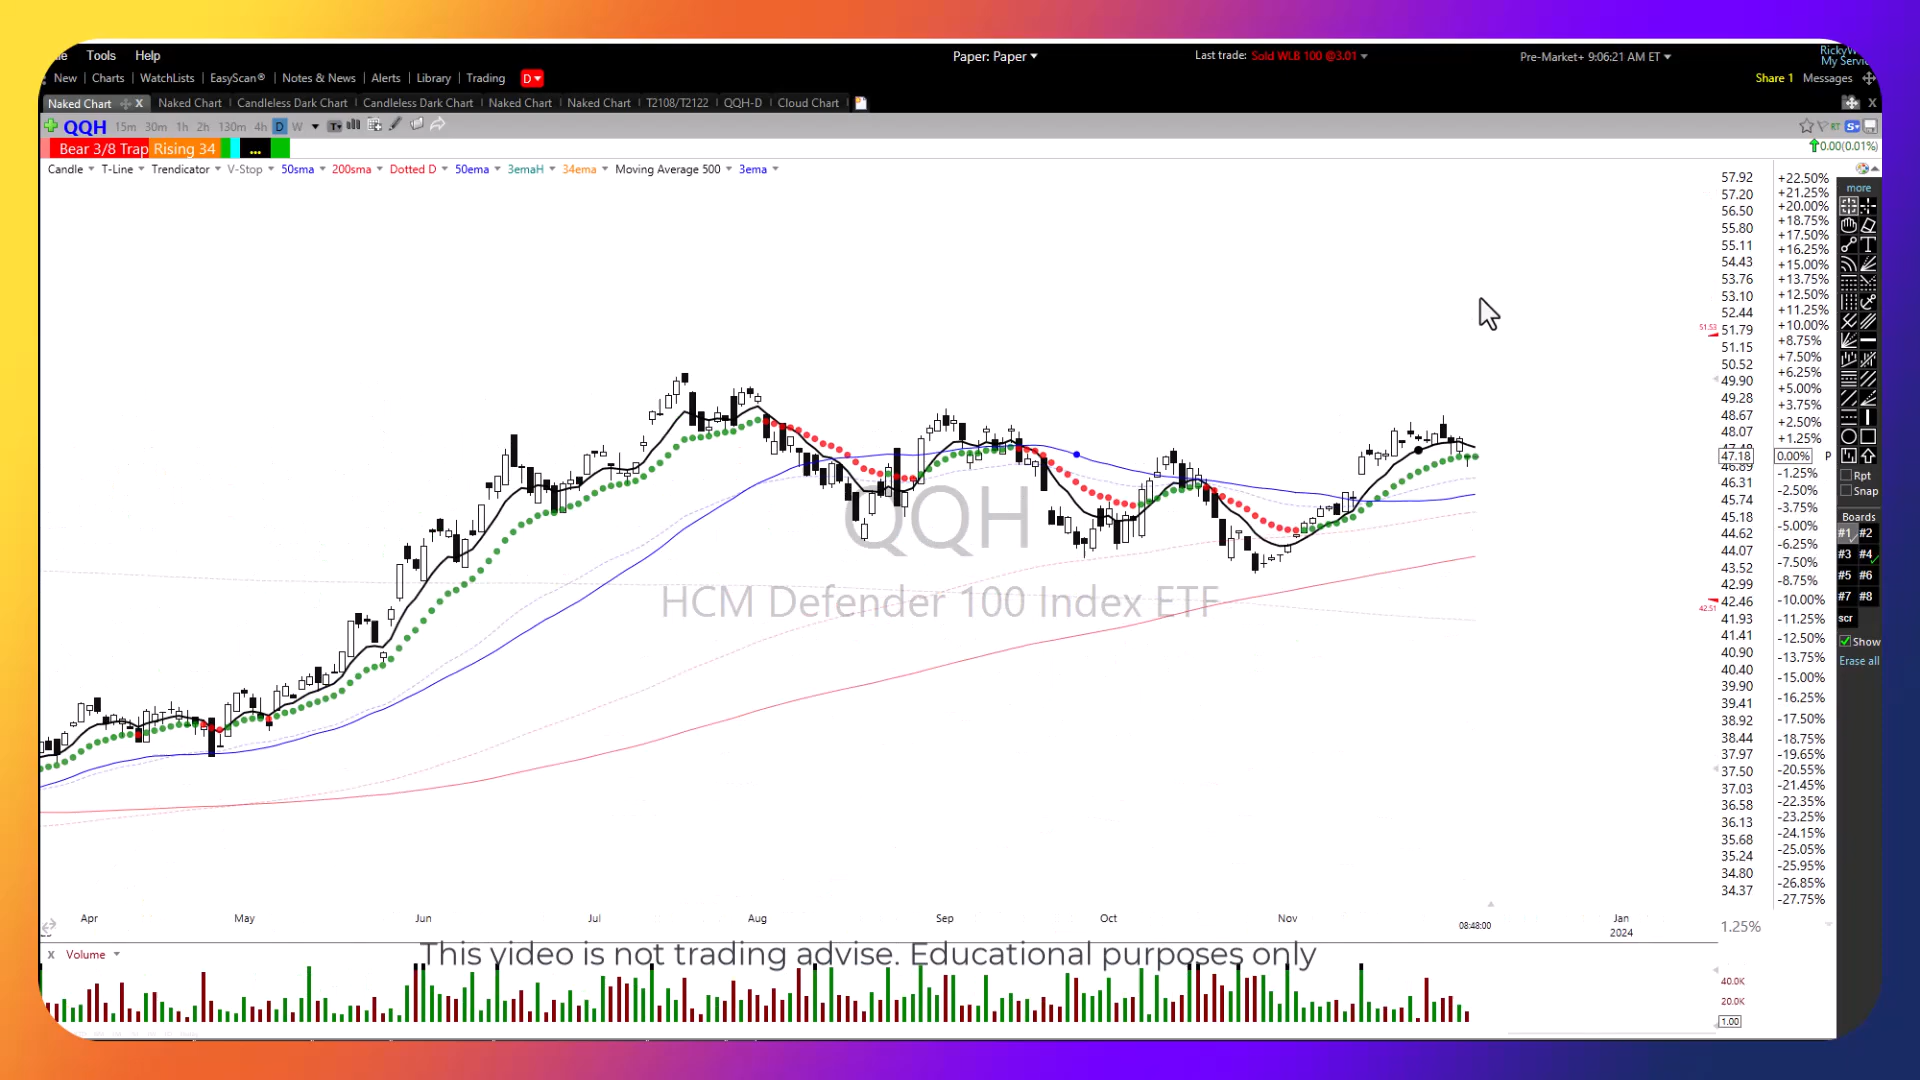 Tools Help Paper: Paper Last trade: Sold WLB 100 @3.01 Pre-Market+ 9:06:21 AM ET
New Charts WatchLists EasyScan® Notes & News Alerts Library Trading D Share 1 Messages
Naked Chart X Naked Chart Candleless Dark Chart Candleless Dark Chart Naked Chart Naked Chart T2108/T2122 QQH-D Cloud Chart
QQH 15m 30m 1h 2h 130m 4h D W
Bear 3/8 Trap Rising 34 ... 0.00(0.01%)
Candle T-Line Trendicator V-Stop 50sma 200sma Dotted D 50ema 3emaH 34ema Moving Average 500 3ema
more
57.92 +22.50%
57.20 +21.25%
56.50 +20.00%
55.80 +18.75%
+17.50%
55.11 +16.25%
54.43 +15.00%
53.76 +13.75%
53.10 +12.50%
52.44 +11.25%
51.53 51.79 +10.00%
51.15 +8.75%
50.52 +7.50%
49.90 +6.25%
+5.00%
49.28 +3.75%
48.67 +2.50%
48.07 +1.25%
47.18 0.00% P
46.89 -1.25%
46.31 -2.50%
45.74 -3.75%
45.18 -5.00%
44.62 -6.25%
44.07 -7.50%
43.52 -8.75%
42.99
42.51 42.46 -10.00%
41.93 -11.25%
41.41 -12.50%
40.90 -13.75%
40.40 -15.00%
39.90 -16.25%
39.41
38.92 -17.50%
38.44 -18.75%
37.97 -19.65%
37.50 -20.55%
37.03 -21.45%
36.58 -22.35%
36.13 -23.25%
35.68 -24.15%
35.24 -25.05%
34.80 -25.95%
34.37 -26.85%
-27.75%
Rpt
Snap
Boards
#1 #2
#3 #4
#5 #6
#7 #8
scr
Show
Erase all
QQH
HCM Defender 100 Index ETF
Apr May Jun Jul Aug Sep Oct Nov 08:48:00 Jan 2024 1.25%
X Volume
This video is not trading advise. Educational purposes only
40.0K
20.0K
1.00